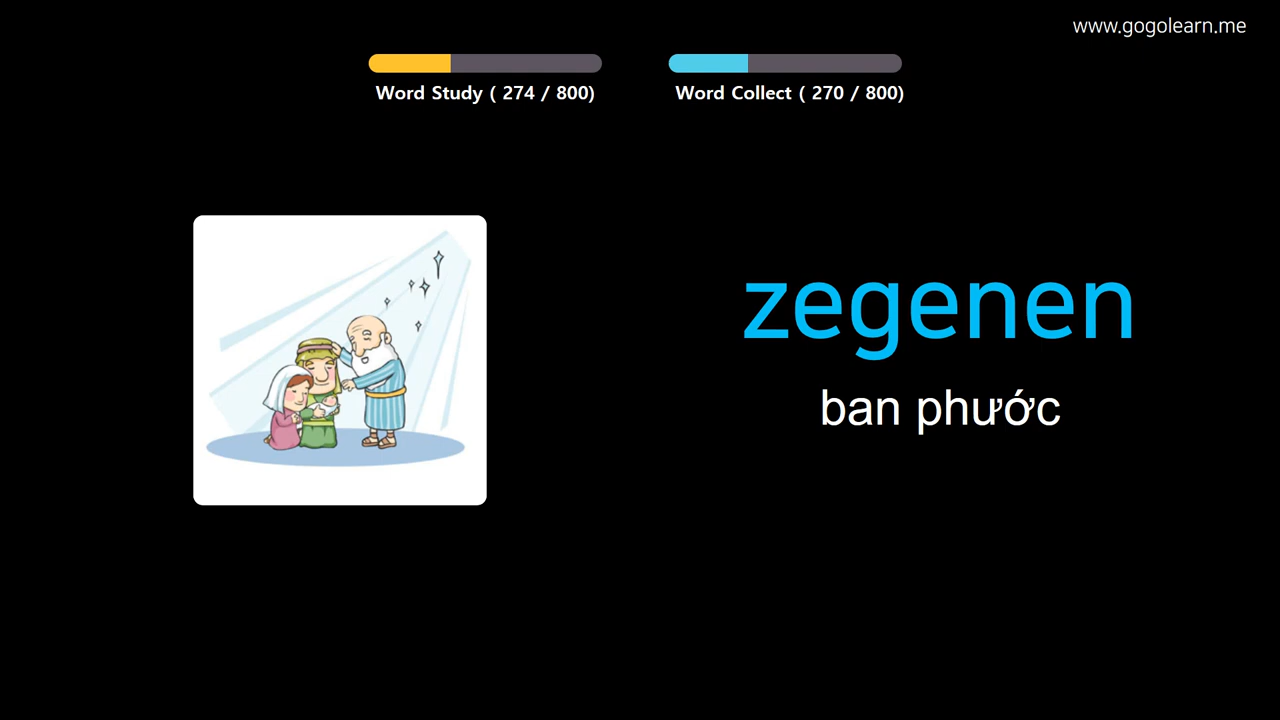 www.gogolearn.me
Word Study ( 274 / 800)
Word Collect ( 270 / 800)
zegenen
ban phước